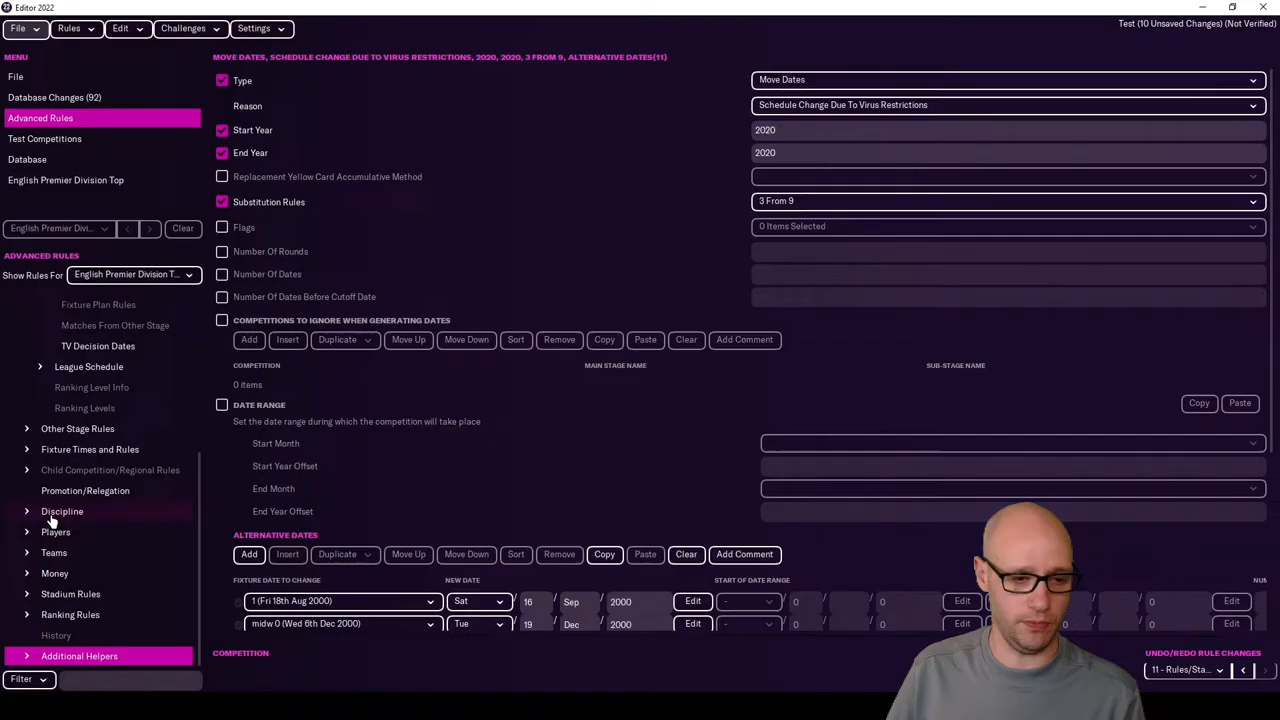 22 Editor 2022
File Rules Edit Challenges Settings
Test (10 Unsaved Changes) (Not Verified)
MENU
File
Database Changes (92)
Advanced Rules
Test Competitions
Database
English Premier Division Top
English Premier Divi... < > Clear
ADVANCED RULES
Show Rules For English Premier Division T...
Fixture Plan Rules
Matches From Other Stage
TV Decision Dates
League Schedule
Ranking Level Info
Ranking Levels
Other Stage Rules
Fixture Times and Rules
Child Competition/Regional Rules
Promotion/Relegation
Discipline
Players
Teams
Money
Stadium Rules
Ranking Rules
History
Additional Helpers
Filter
MOVE DATES, SCHEDULE CHANGE DUE TO VIRUS RESTRICTIONS, 2020, 2020, 3 FROM 9, ALTERNATIVE DATES(11)
Type Move Dates
Reason Schedule Change Due To Virus Restrictions
Start Year 2020
End Year 2020
Replacement Yellow Card Accumulative Method
Substitution Rules 3 From 9
Flags 0 Items Selected
Number Of Rounds
Number Of Dates
Number Of Dates Before Cutoff Date
COMPETITIONS TO IGNORE WHEN GENERATING DATES
Add Insert Duplicate Move Up Move Down Sort Remove Copy Paste Clear Add Comment
COMPETITION MAIN STAGE NAME SUB-STAGE NAME
0 items
DATE RANGE Copy Paste
Set the date range during which the competition will take place
Start Month
Start Year Offset
End Month
End Year Offset
ALTERNATIVE DATES
Add Insert Duplicate Move Up Move Down Sort Remove Copy Paste Clear Add Comment
FIXTURE DATE TO CHANGE NEW DATE START OF DATE RANGE NUM
1 (Fri 18th Aug 2000) Sat / 16 / Sep / 2000 Edit - / 0 / / 0 Edit / / 0 Edit
midw 0 (Wed 6th Dec 2000) Tue / 19 / Dec / 2000 Edit - / 0 / / 0 Edit / / 0 Edit
COMPETITION
UNDO/REDO RULE CHANGES
11 - Rules/Sta... < >